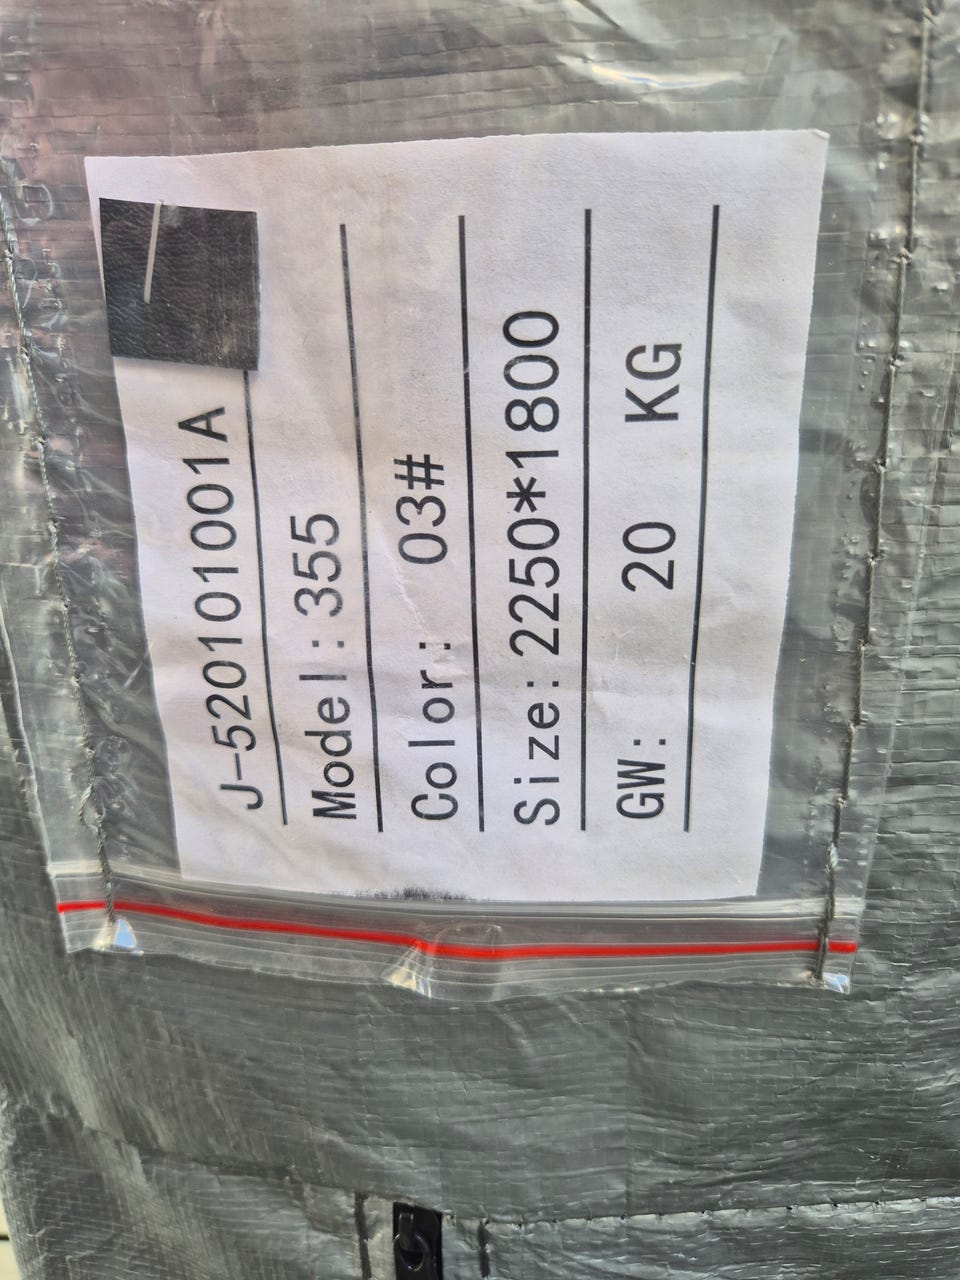 J-520101001A
Model:355
Color: 03#
Size:2250*1800
GW: 20 KG